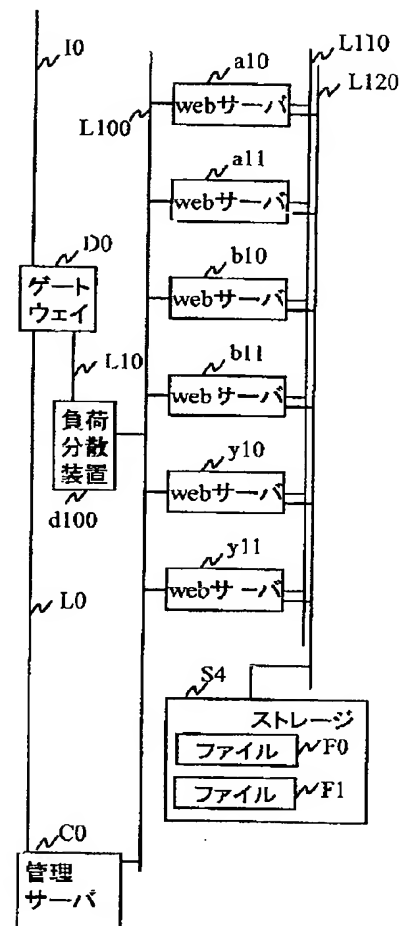 I0
L100
a10
webサーバ
L110
L120
a11
webサーバ
D0
ゲート
ウェイ
b10
webサーバ
L10
b11
webサーバ
負荷
分散
装置
d100
y10
webサーバ
y11
webサーバ
L0
S4
ストレージ
ファイル
F0
ファイル
F1
C0
管理
サーバ